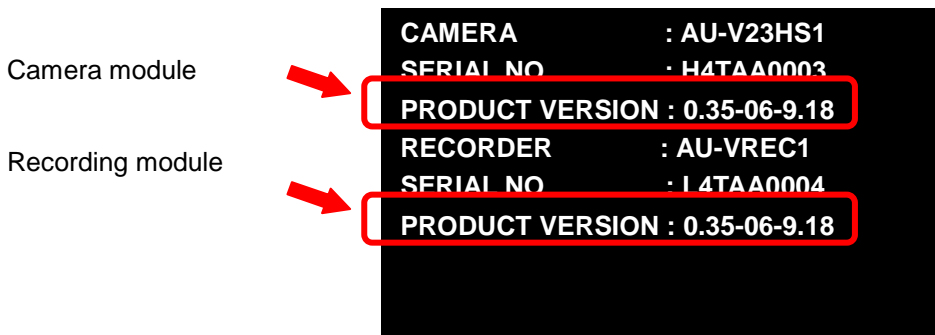 Camera module
Recording module
CAMERA : AU-V23HS1
SERIAL NO : H4TAA0003
PRODUCT VERSION : 0.35-06-9.18
RECORDER : AU-VREC1
SERIAL NO : L4TAA0004
PRODUCT VERSION : 0.35-06-9.18